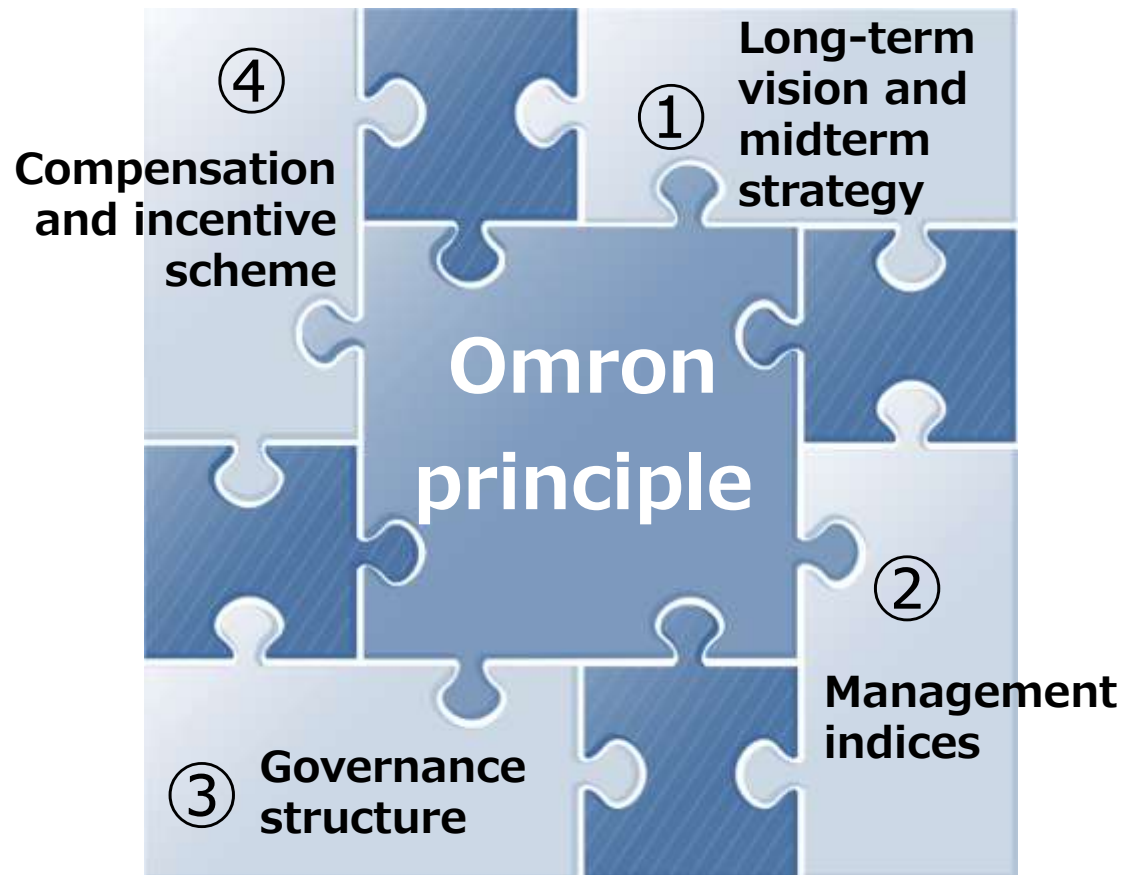 ①
Long-term
vision and
midterm
strategy
②
Management
indices
③
Governance
structure
④
Compensation
and incentive
scheme
Omron
principle